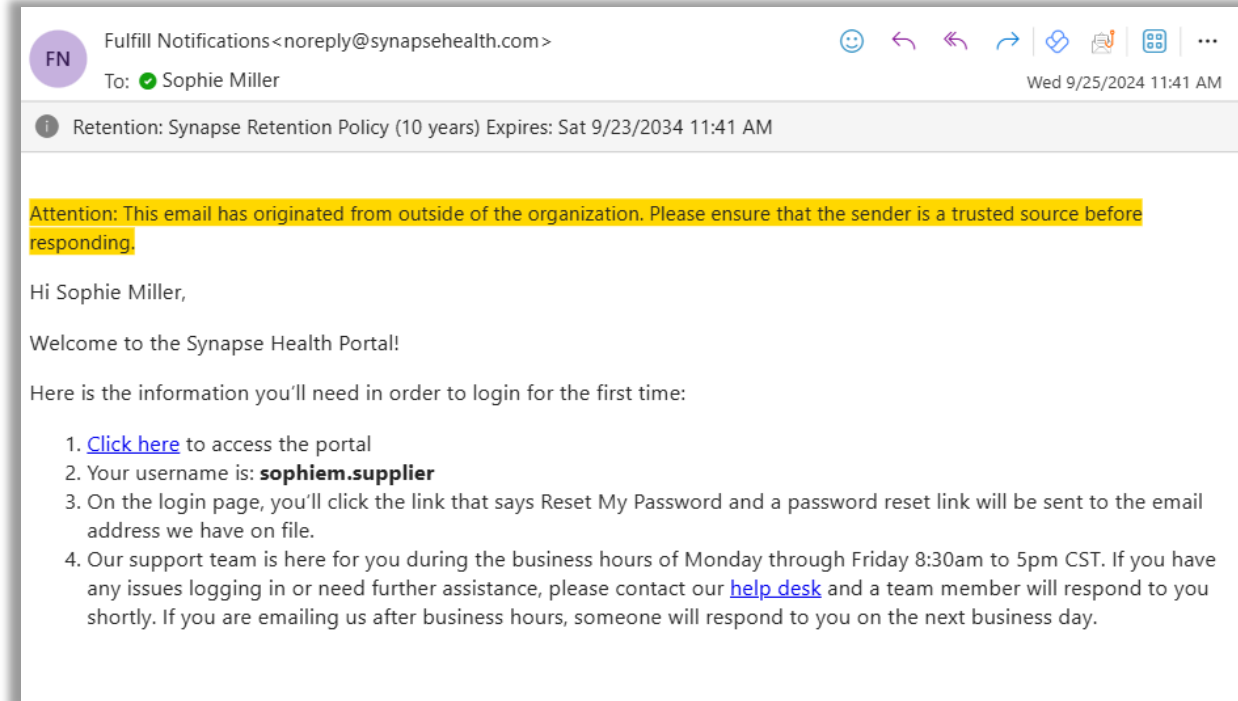 FN
Fulfill Notifications<noreply@synapsehealth.com>
To: Sophie Miller
Wed 9/25/2024 11:41 AM
Retention: Synapse Retention Policy (10 years) Expires: Sat 9/23/2034 11:41 AM
Attention: This email has originated from outside of the organization. Please ensure that the sender is a trusted source before
responding.
Hi Sophie Miller,
Welcome to the Synapse Health Portal!
Here is the information you'll need in order to login for the first time:
1. Click here to access the portal
2. Your username is: sophiem.supplier
3. On the login page, you'll click the link that says Reset My Password and a password reset link will be sent to the email
address we have on file.
4. Our support team is here for you during the business hours of Monday through Friday 8:30am to 5pm CST. If you have
any issues logging in or need further assistance, please contact our help desk and a team member will respond to you
shortly. If you are emailing us after business hours, someone will respond to you on the next business day.